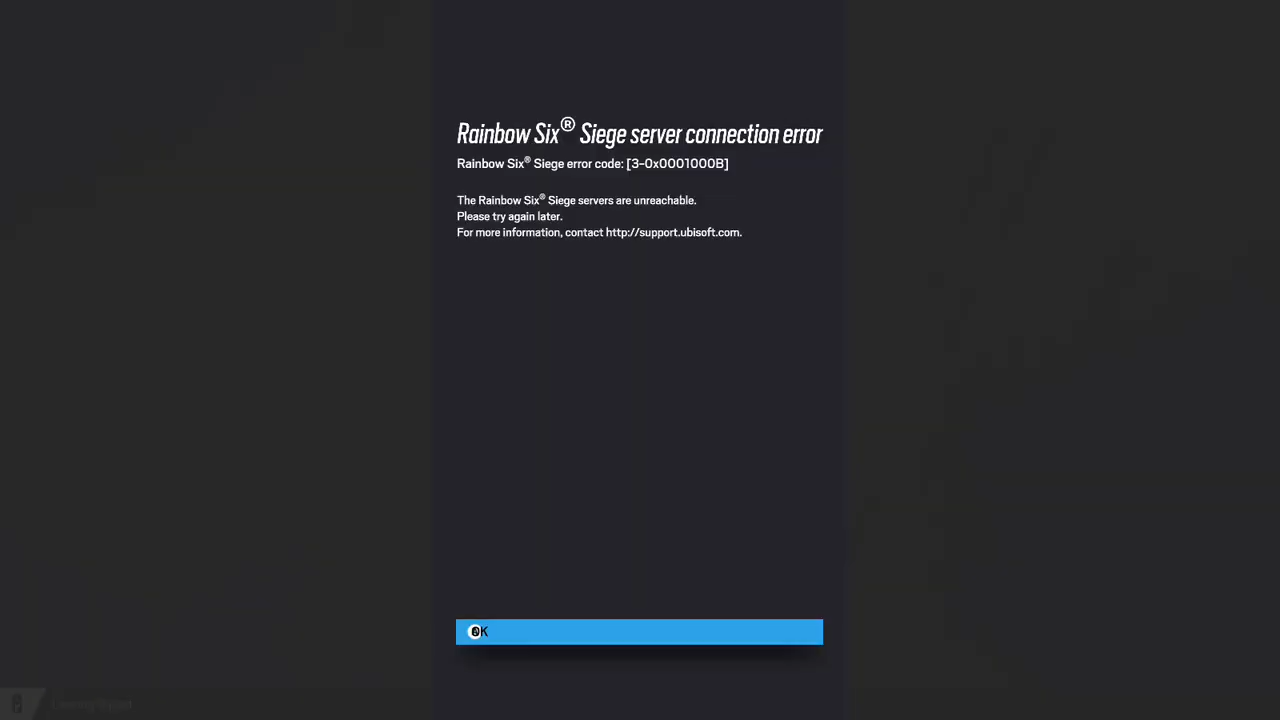 Rainbow Six® Siege server connection error
Rainbow Six® Siege error code: [3-0x0001000B]
The Rainbow Six® Siege servers are unreachable.
Please try again later.
For more information, contact http://support.ubisoft.com.
OK